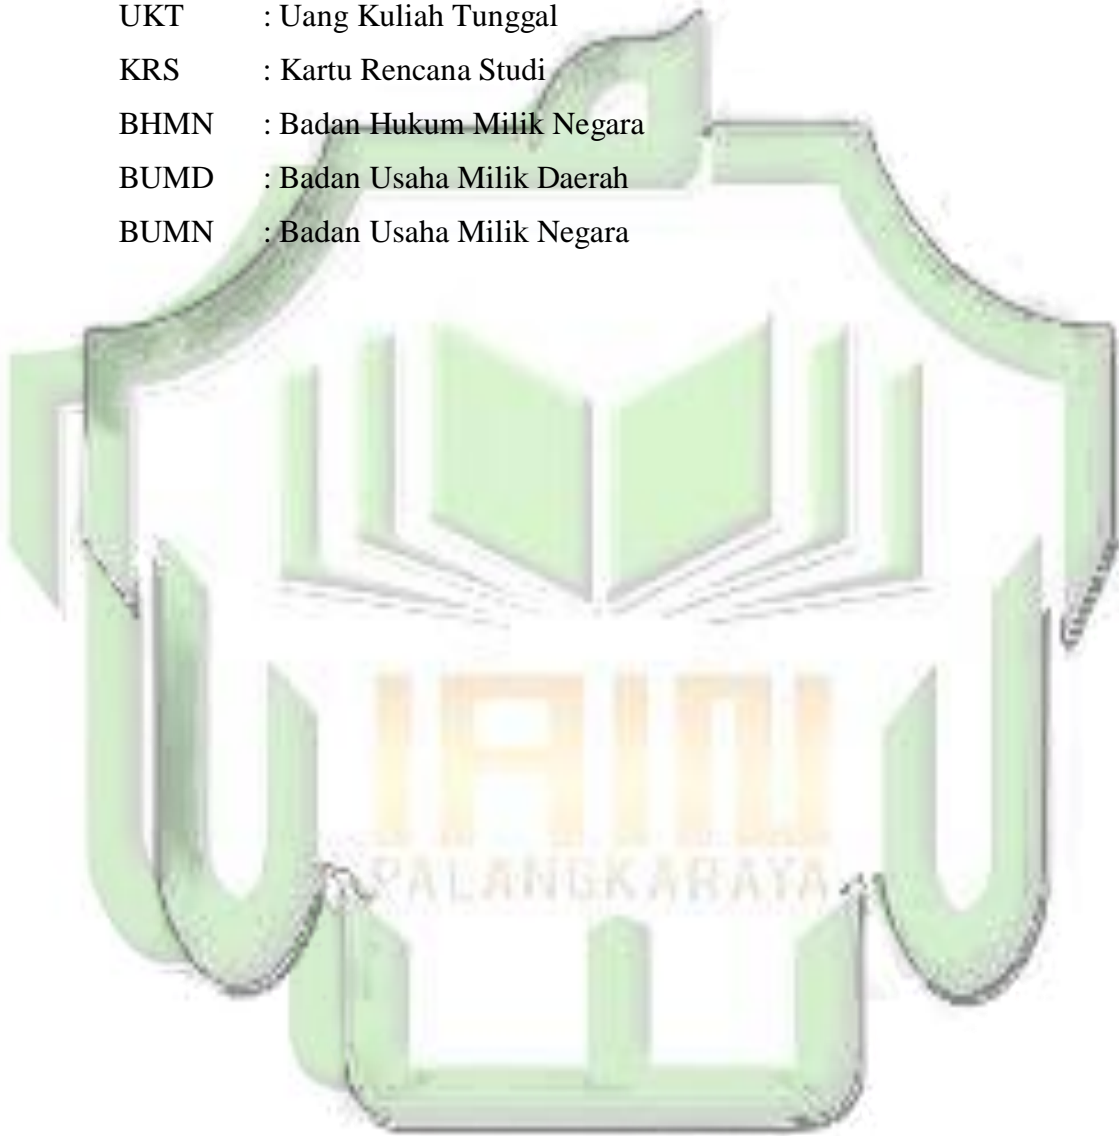 UKT : Uang Kuliah Tunggal
KRS : Kartu Rencana Studi
BHMN : Badan Hukum Milik Negara
BUMD : Badan Usaha Milik Daerah
BUMN : Badan Usaha Milik Negara
IAIN
PALANGKARAYA